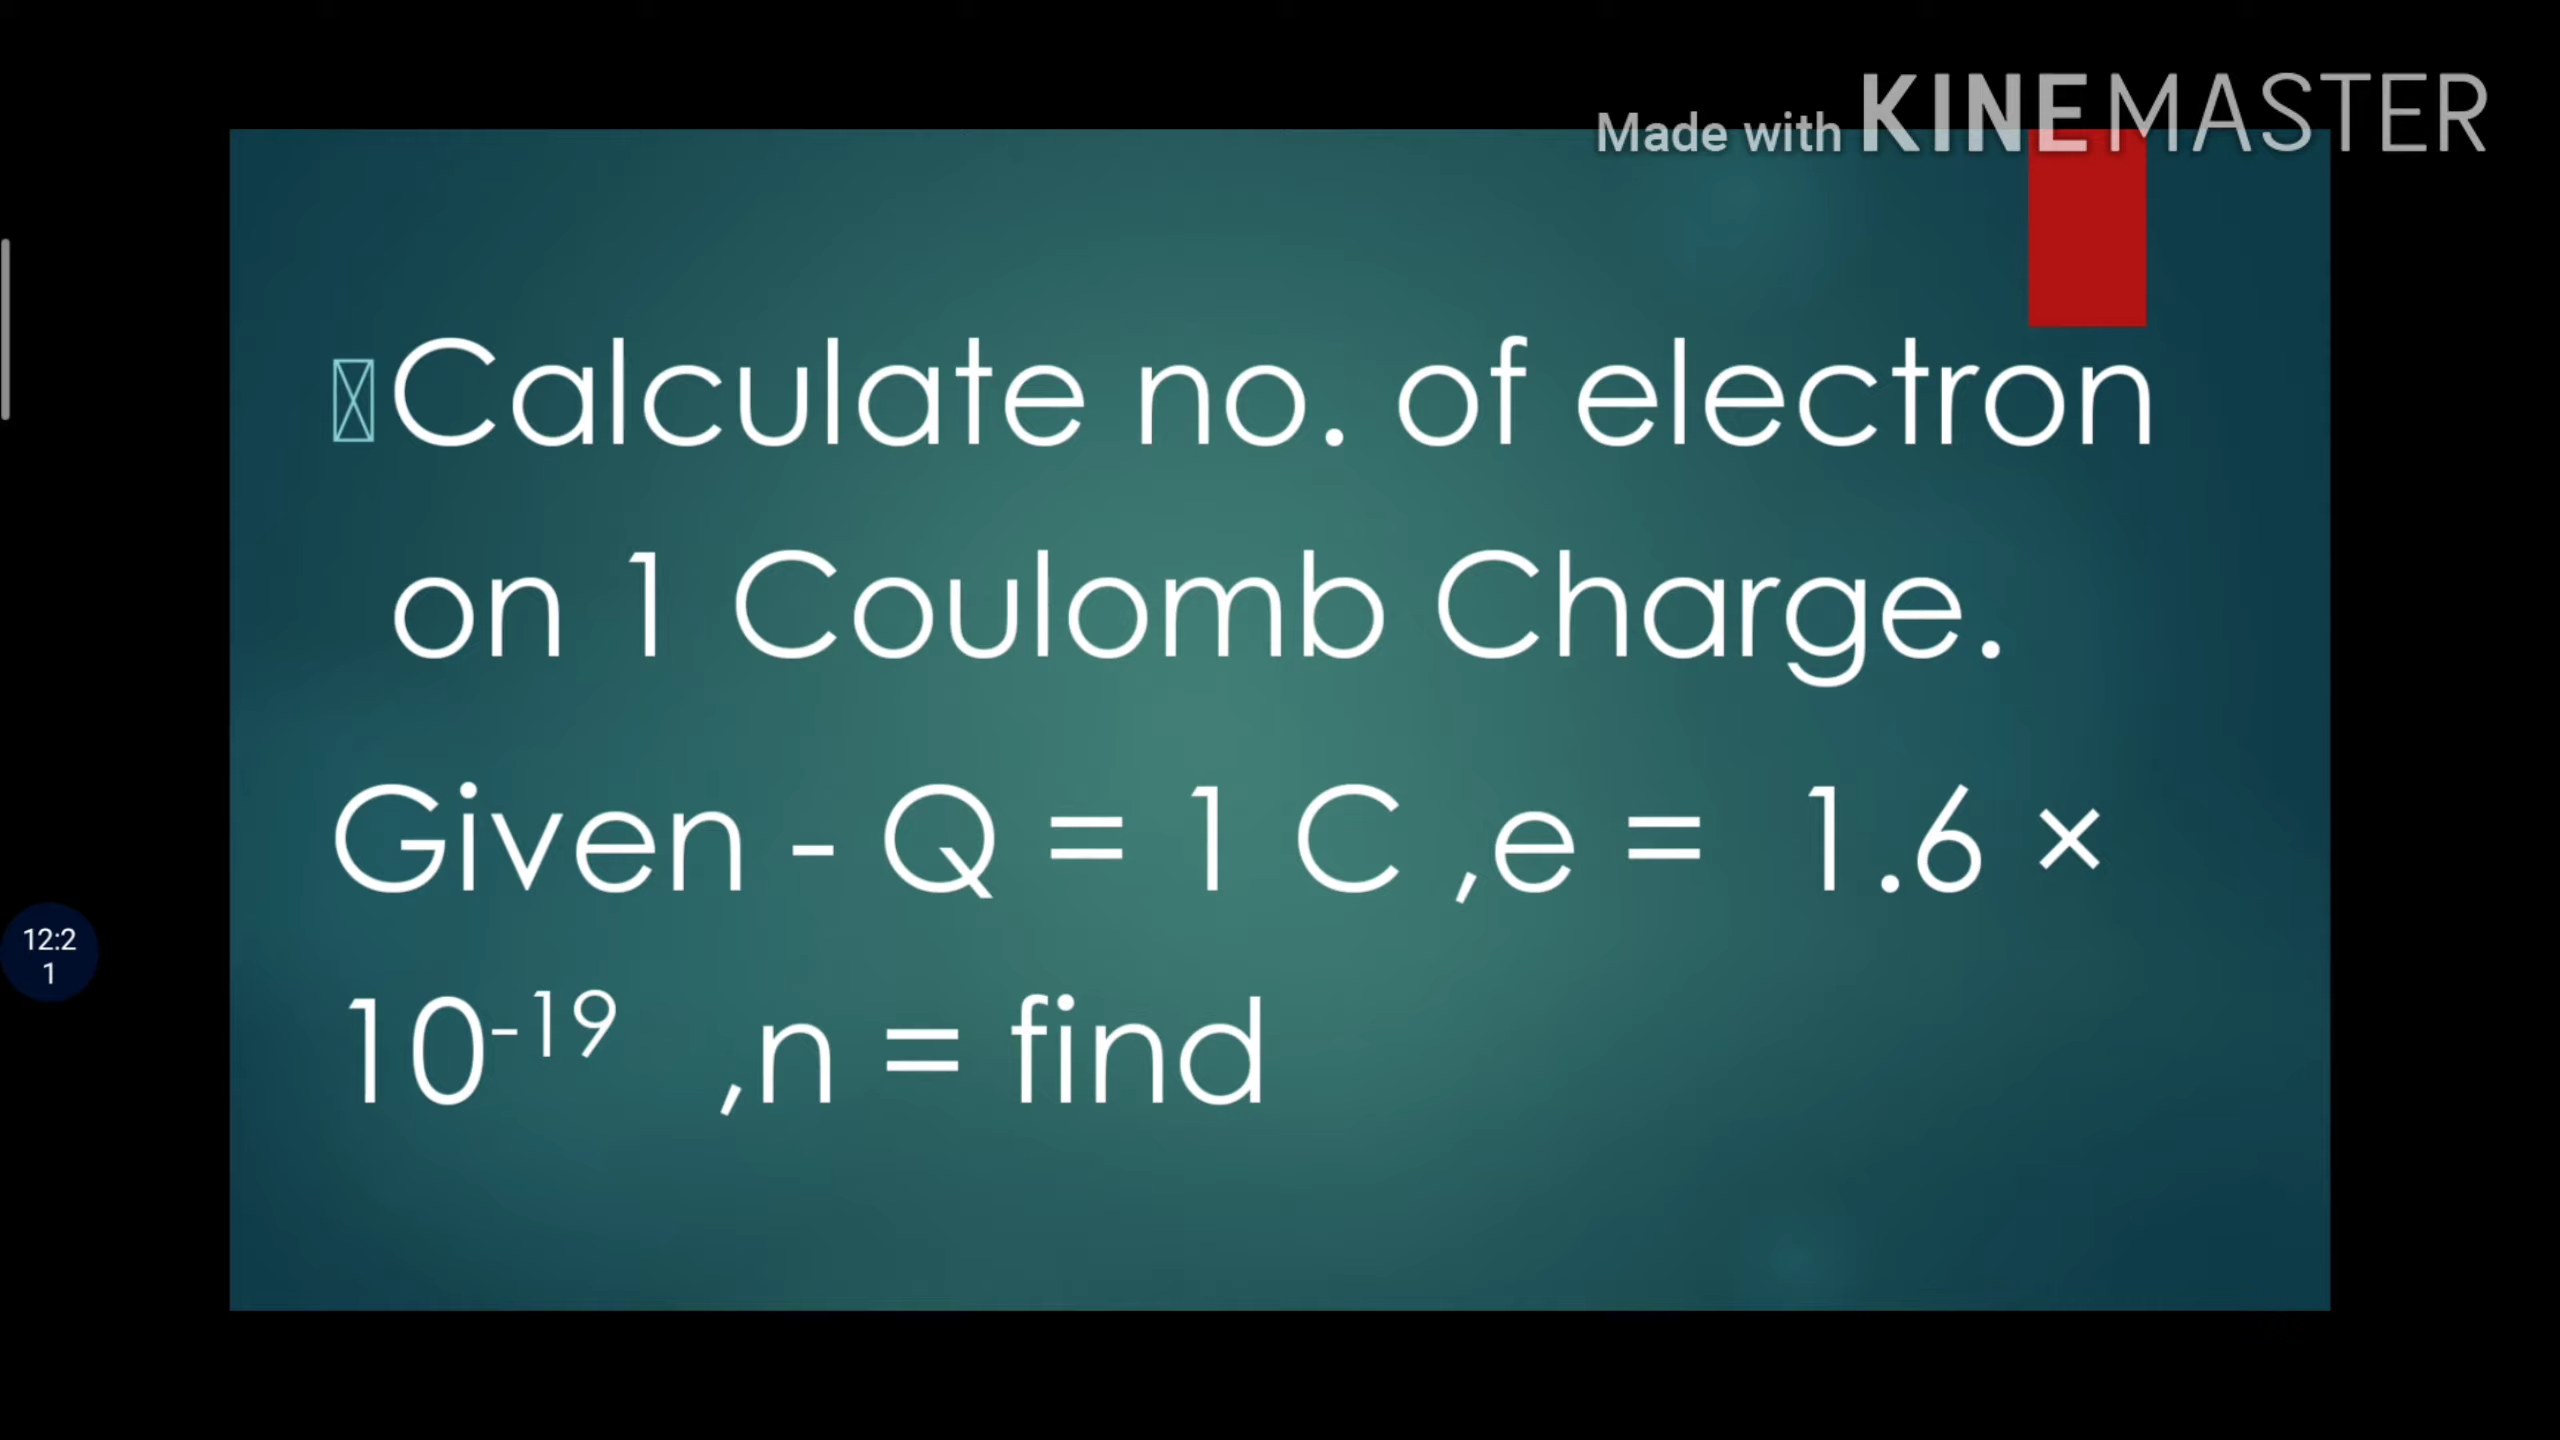 Made with KINEMASTER
Calculate no. of electron
on 1 Coulomb Charge.
Given - Q = 1 C ,e = 1.6 ×
10⁻¹⁹ ,n = find
12:2
1